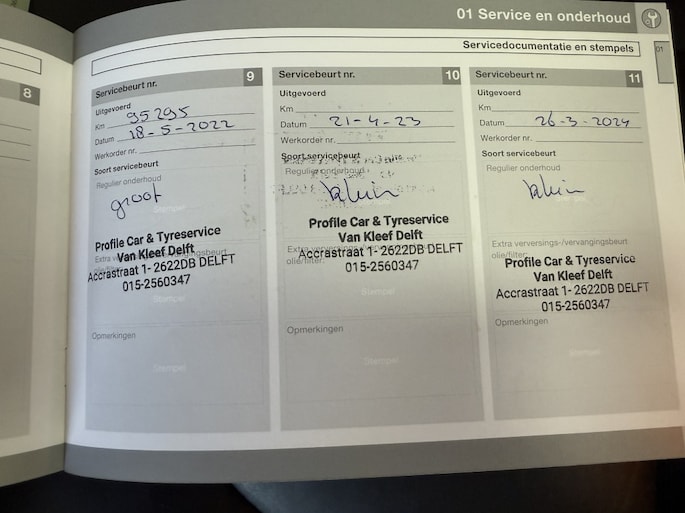 01 Service en onderhoud
Servicedocumentatie en stempels
01
8
Servicebeurt nr. 9
Uitgevoerd
Km 95295
Datum 18-5-2022
Werkorder nr.
Soort servicebeurt
Regulier onderhoud
groot
Profile Car & Tyreservice
Van Kleef Delft
Accrastraat 1- 2622DB DELFT
015-2560347
Stempel
Opmerkingen
Stempel
Servicebeurt nr. 10
Uitgevoerd
Km
Datum 21-4-23
Werkorder nr.
Soort servicebeurt
Regulier onderhoud
klein
Profile Car & Tyreservice
Van Kleef Delft
Extra verversings-/vervangingsbeurt
Accrastraat 1- 2622DB DELFT
olie/filter:
015-2560347
Stempel
Opmerkingen
Stempel
Servicebeurt nr. 11
Uitgevoerd
Km
Datum 26-3-2024
Werkorder nr.
Soort servicebeurt
Regulier onderhoud
klein
Extra verversings-/vervangingsbeurt
olie/filter:
Profile Car & Tyreservice
Van Kleef Delft
Accrastraat 1- 2622DB DELFT
015-2560347
Opmerkingen
Stempel